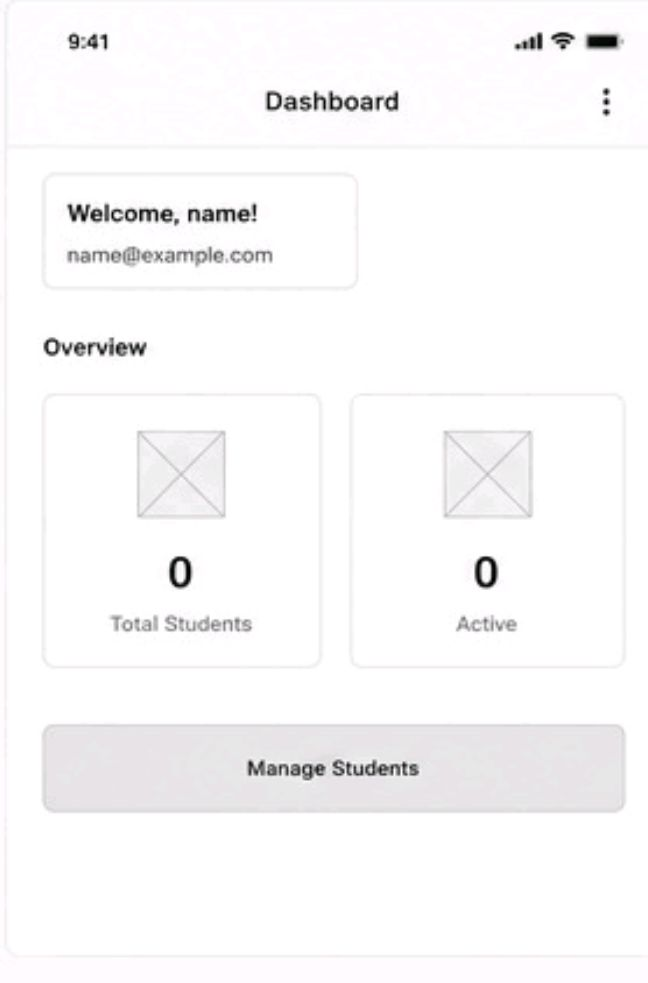 9:41
Dashboard
Welcome, name!
name@example.com
Overview
0
Total Students
0
Active
Manage Students